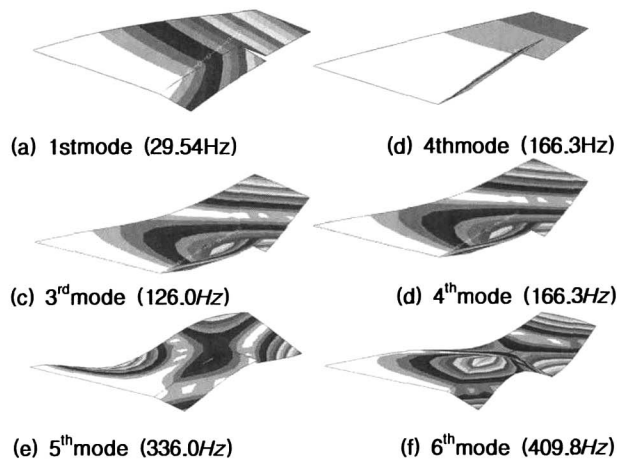 (a) 1stmode (29.54Hz)
(d) 4thmode (166.3Hz)
(c) 3rdmode (126.0Hz)
(d) 4thmode (166.3Hz)
(e) 5thmode (336.0Hz)
(f) 6thmode (409.8Hz)